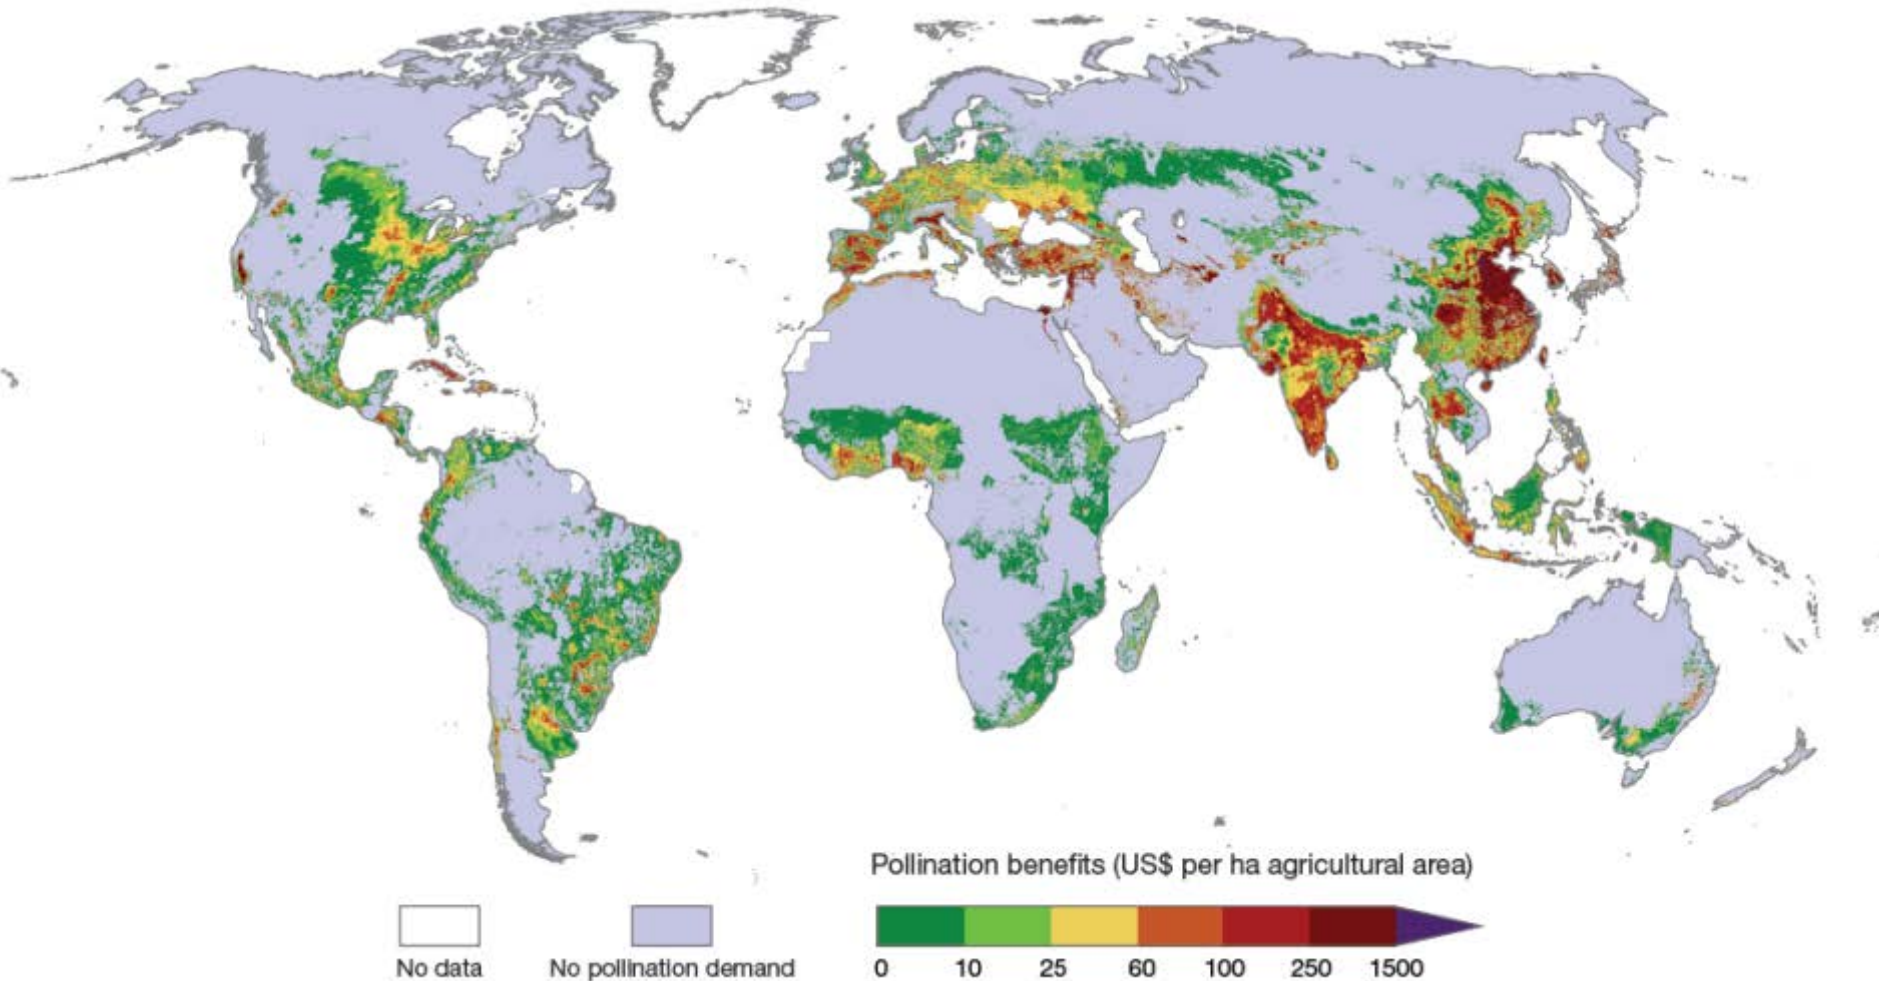 Pollination benefits (US$ per ha agricultural area)
No data
No pollination demand
0 10 25 60 100 250 1500